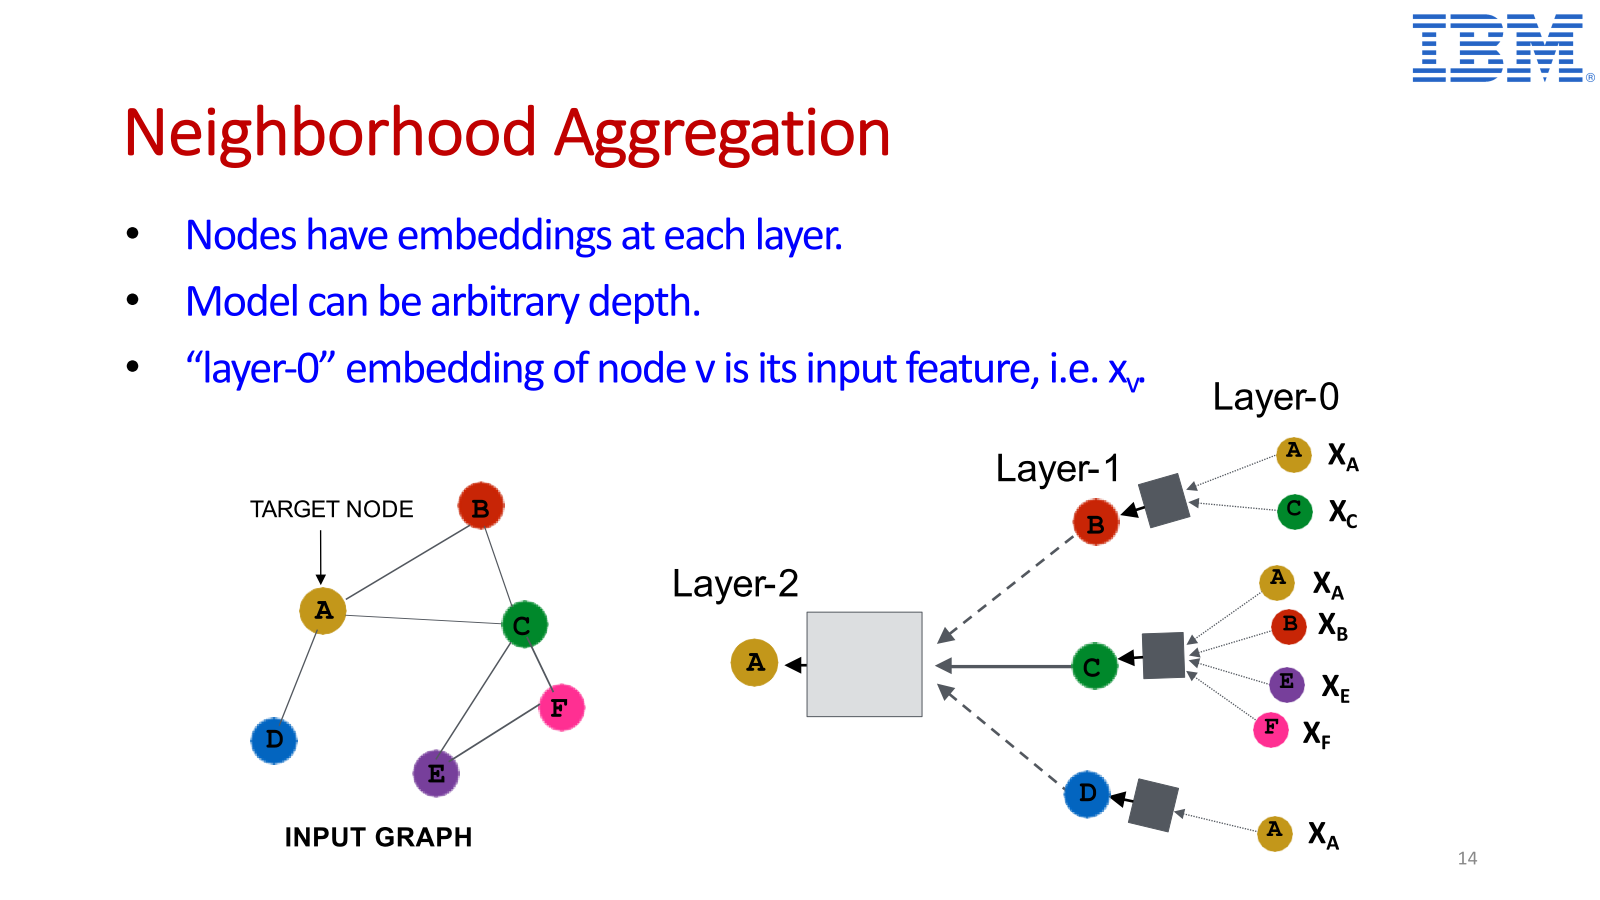 IBM®
Neighborhood Aggregation
• Nodes have embeddings at each layer.
• Model can be arbitrary depth.
• “layer-0” embedding of node v is its input feature, i.e. xv.
TARGET NODE
B
A
C
F
D
E
INPUT GRAPH
Layer-2
A
Layer-1
B
C
D
Layer-0
A XA
C XC
A XA
B XB
E XE
F XF
A XA
14